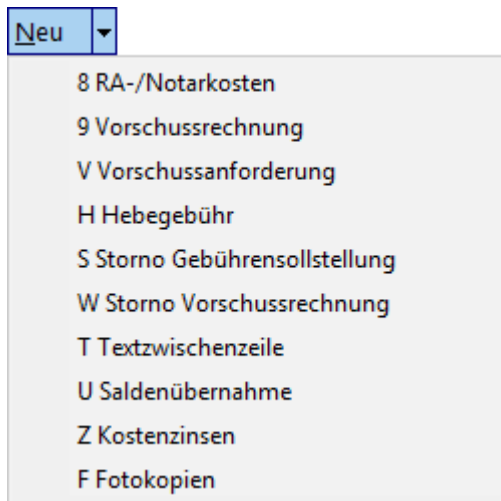 Neu
8 RA-/Notarkosten
9 Vorschussrechnung
V Vorschussanforderung
H Hebegebühr
S Storno Gebührensollstellung
W Storno Vorschussrechnung
T Textzwischenzeile
U Saldenübernahme
Z Kostenzinsen
F Fotokopien